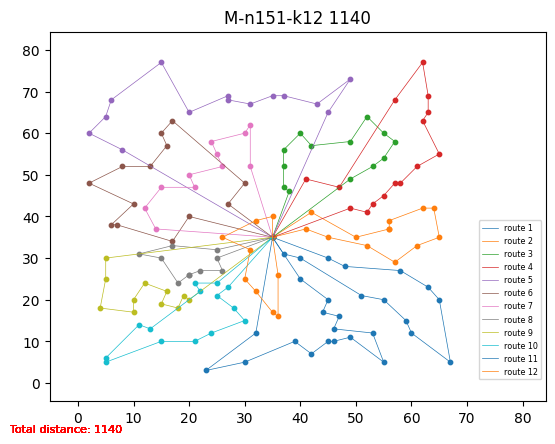 M-n151-k12 1140
80
70
60
50
40
30
20
10
0
0 10 20 30 40 50 60 70 80
route 1
route 2
route 3
route 4
route 5
route 6
route 7
route 8
route 9
route 10
route 11
route 12
Total distance: 1140